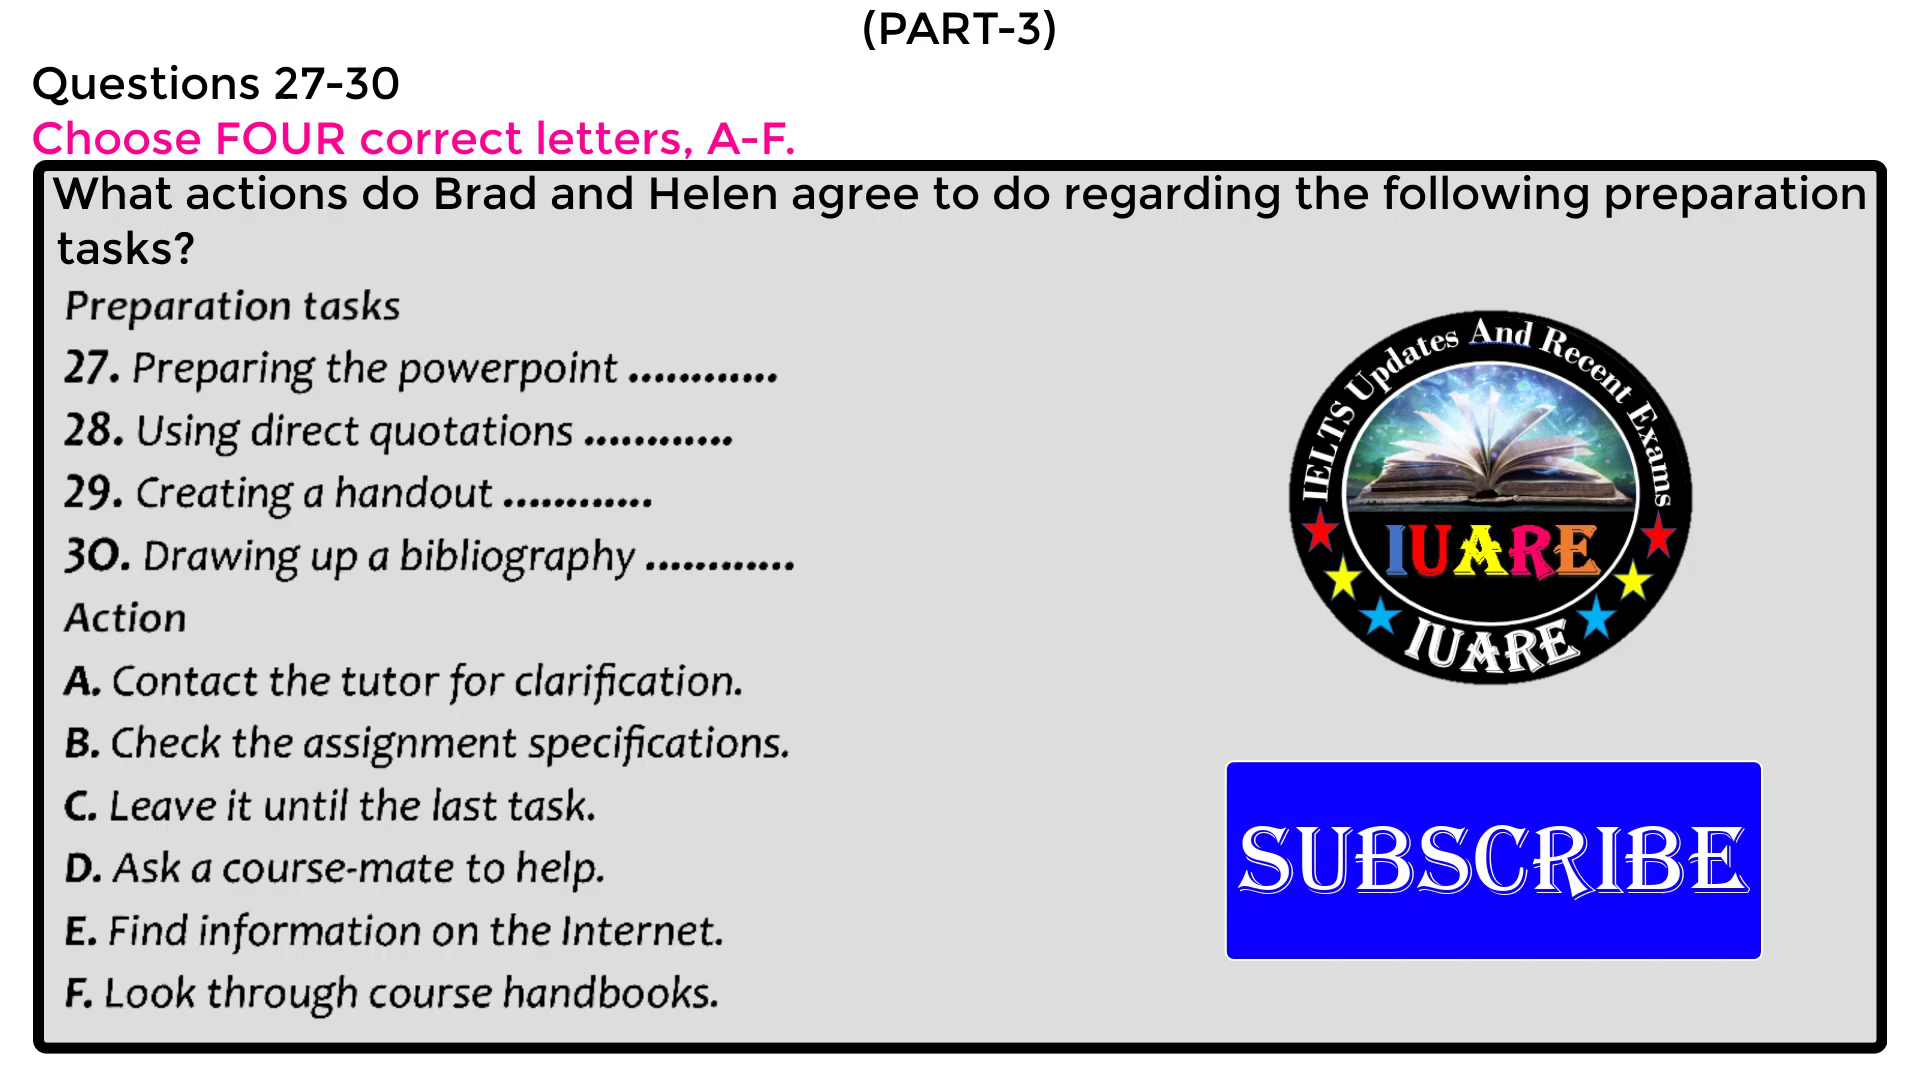 (PART-3)
Questions 27-30
Choose FOUR correct letters, A-F.
What actions do Brad and Helen agree to do regarding the following preparation
tasks?
Preparation tasks
27. Preparing the powerpoint ............
28. Using direct quotations ............
29. Creating a handout ............
30. Drawing up a bibliography ............
Action
A. Contact the tutor for clarification.
B. Check the assignment specifications.
C. Leave it until the last task.
D. Ask a course-mate to help.
E. Find information on the Internet.
F. Look through course handbooks.
IELTS Updates And Recent Exams
IUARE
IUARE
SUBSCRIBE